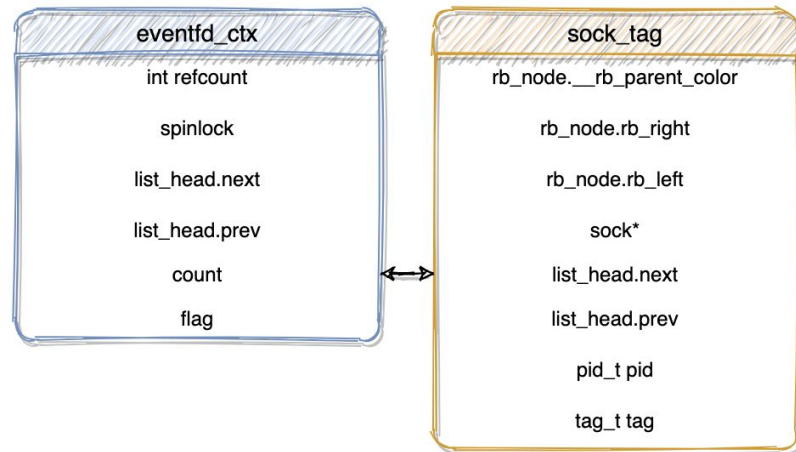 eventfd_ctx
int refcount
spinlock
list_head.next
list_head.prev
count
flag
sock_tag
rb_node.__rb_parent_color
rb_node.rb_right
rb_node.rb_left
sock*
list_head.next
list_head.prev
pid_t pid
tag_t tag